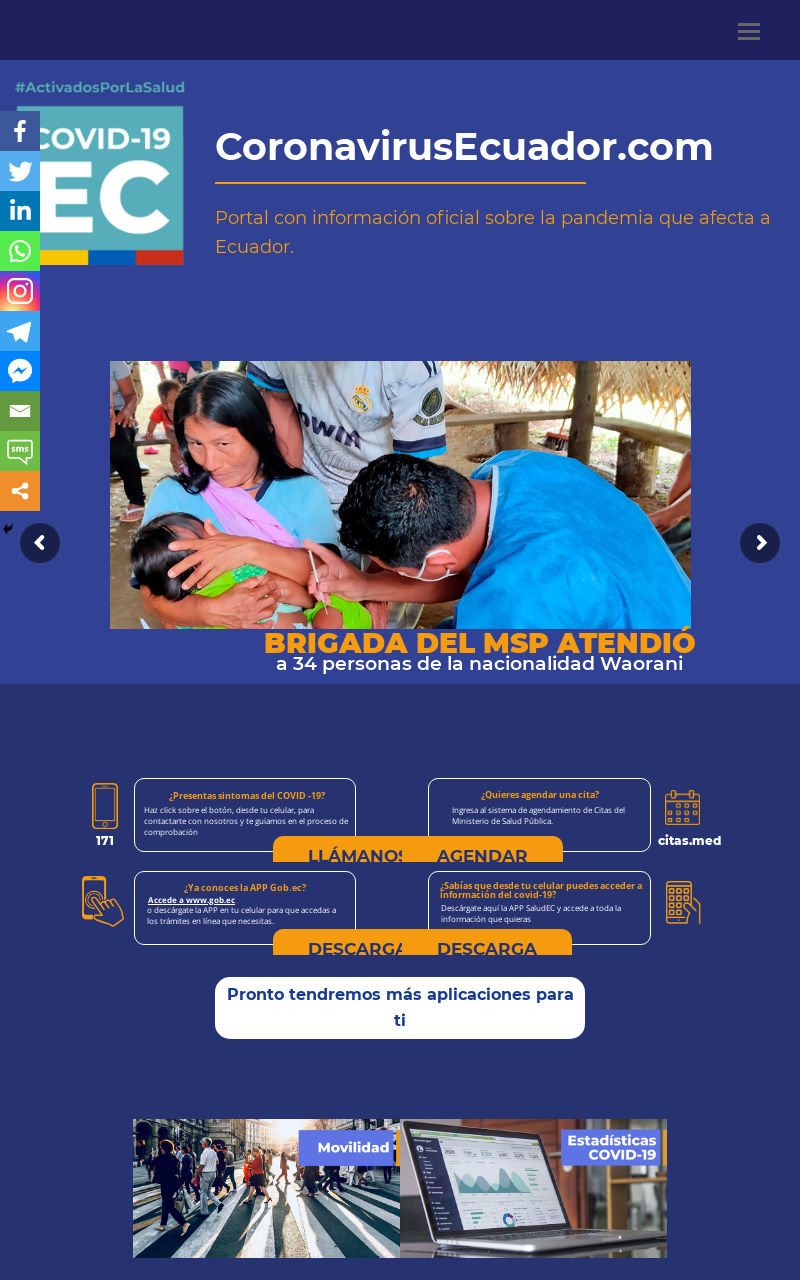 #ActivadosPorLaSalud
COVID-19
EC
CoronavirusEcuador.com
Portal con información oficial sobre la pandemia que afecta a
Ecuador.
sms
BRIGADA DEL MSP ATENDIÓ
a 34 personas de la nacionalidad Waorani
171
¿Presentas sintomas del COVID -19?
Haz click sobre el botón, desde tu celular, para
contactarte con nosotros y te guiamos en el proceso de
comprobación
LLÁMANOS
¿Quieres agendar una cita?
Ingresa al sistema de agendamiento de Citas del
Ministerio de Salud Pública.
AGENDAR
citas.med
¿Ya conoces la APP Gob.ec?
Accede a www.gob.ec
o descárgate la APP en tu celular para que accedas a
los trámites en línea que necesitas.
DESCARGA
¿Sabías que desde tu celular puedes acceder a
información del covid-19?
Descárgate aquí la APP SaludEC y accede a toda la
información que quieras
DESCARGA
Pronto tendremos más aplicaciones para
ti
Movilidad
Estadísticas
COVID-19